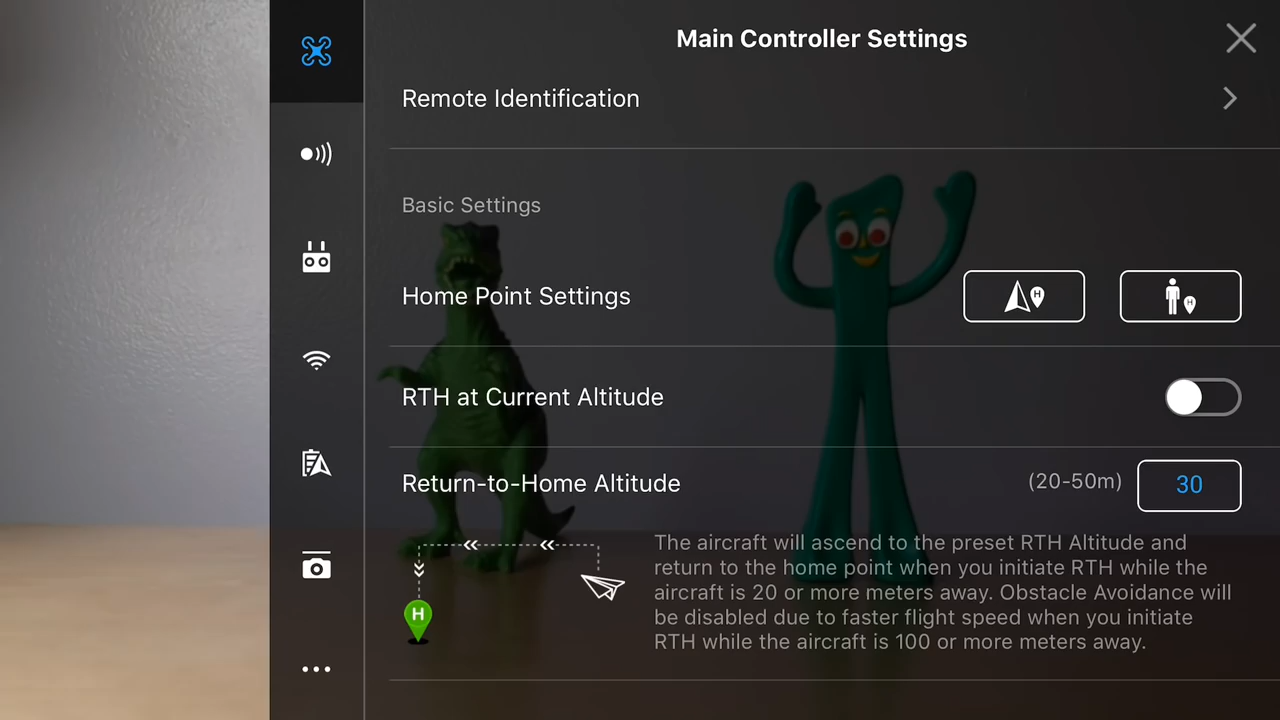 Main Controller Settings
Remote Identification
Basic Settings
Home Point Settings
H
H
RTH at Current Altitude
Return-to-Home Altitude
(20-50m)
30
The aircraft will ascend to the preset RTH Altitude and
return to the home point when you initiate RTH while the
aircraft is 20 or more meters away. Obstacle Avoidance will
be disabled due to faster flight speed when you initiate
RTH while the aircraft is 100 or more meters away.
H